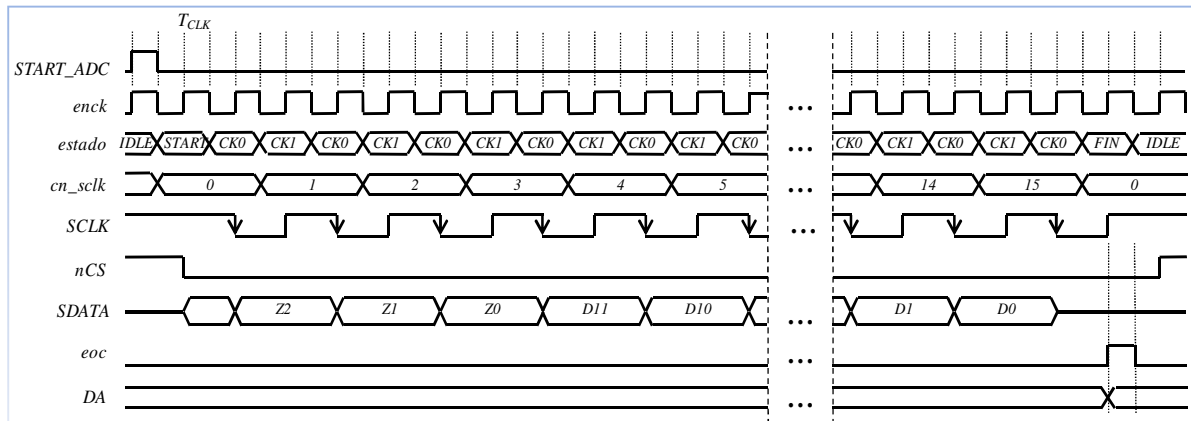 T_CLK
START_ADC
enck ...
estado IDLE START CK0 CK1 CK0 CK1 CK0 CK1 CK0 CK1 CK0 CK1 CK0 ... CK0 CK1 CK0 CK1 CK0 FIN IDLE
cn_sclk 0 1 2 3 4 5 ... 14 15 0
SCLK ...
nCS
SDATA Z2 Z1 Z0 D11 D10 ... D1 D0
eoc ...
DA ...